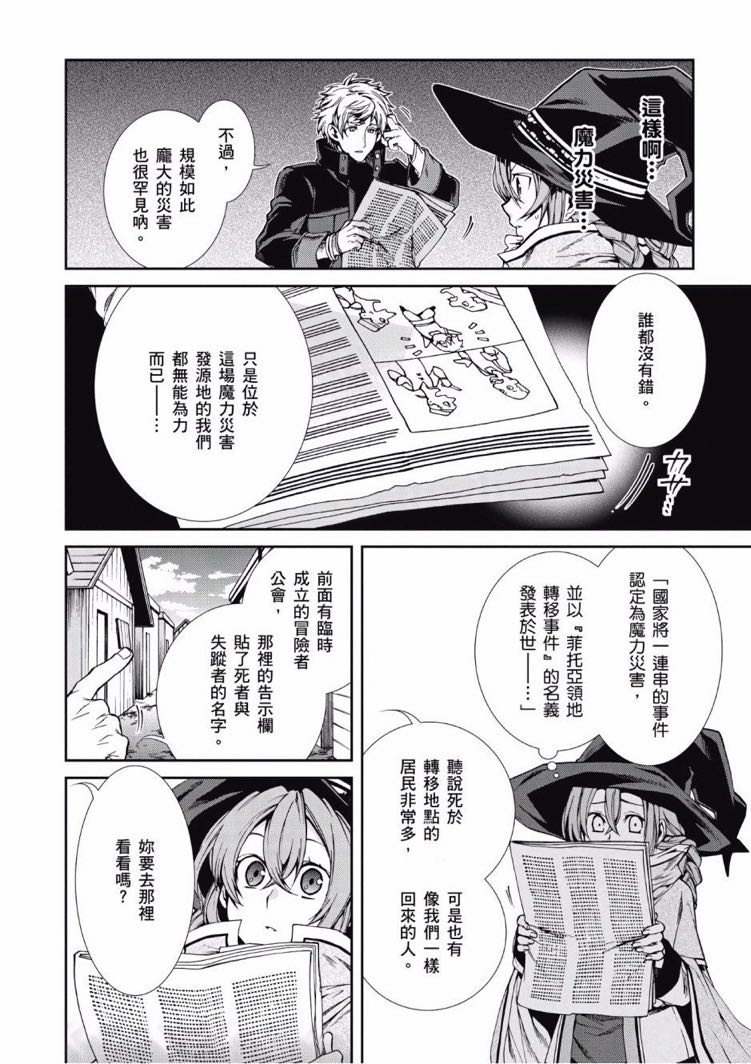 這樣啊…
魔力災害…
不過，
規模如此
龐大的災害
也很罕見吶。
誰都沒有錯。
只是位於
這場魔力災害
發源地的我們
都無能為力
而已——…
カサ
「國家將一連串的事件
認定為魔力災害，
並以『菲托亞領地
轉移事件』的名義
發表於世——…」
聽說死於
轉移地點的
居民非常多，
可是也有
像我們一樣
回來的人。
前面有臨時
成立的冒險者
公會，
那裡的告示欄
貼了死者與
失蹤者的名字。
妳要去那裡
看看嗎？